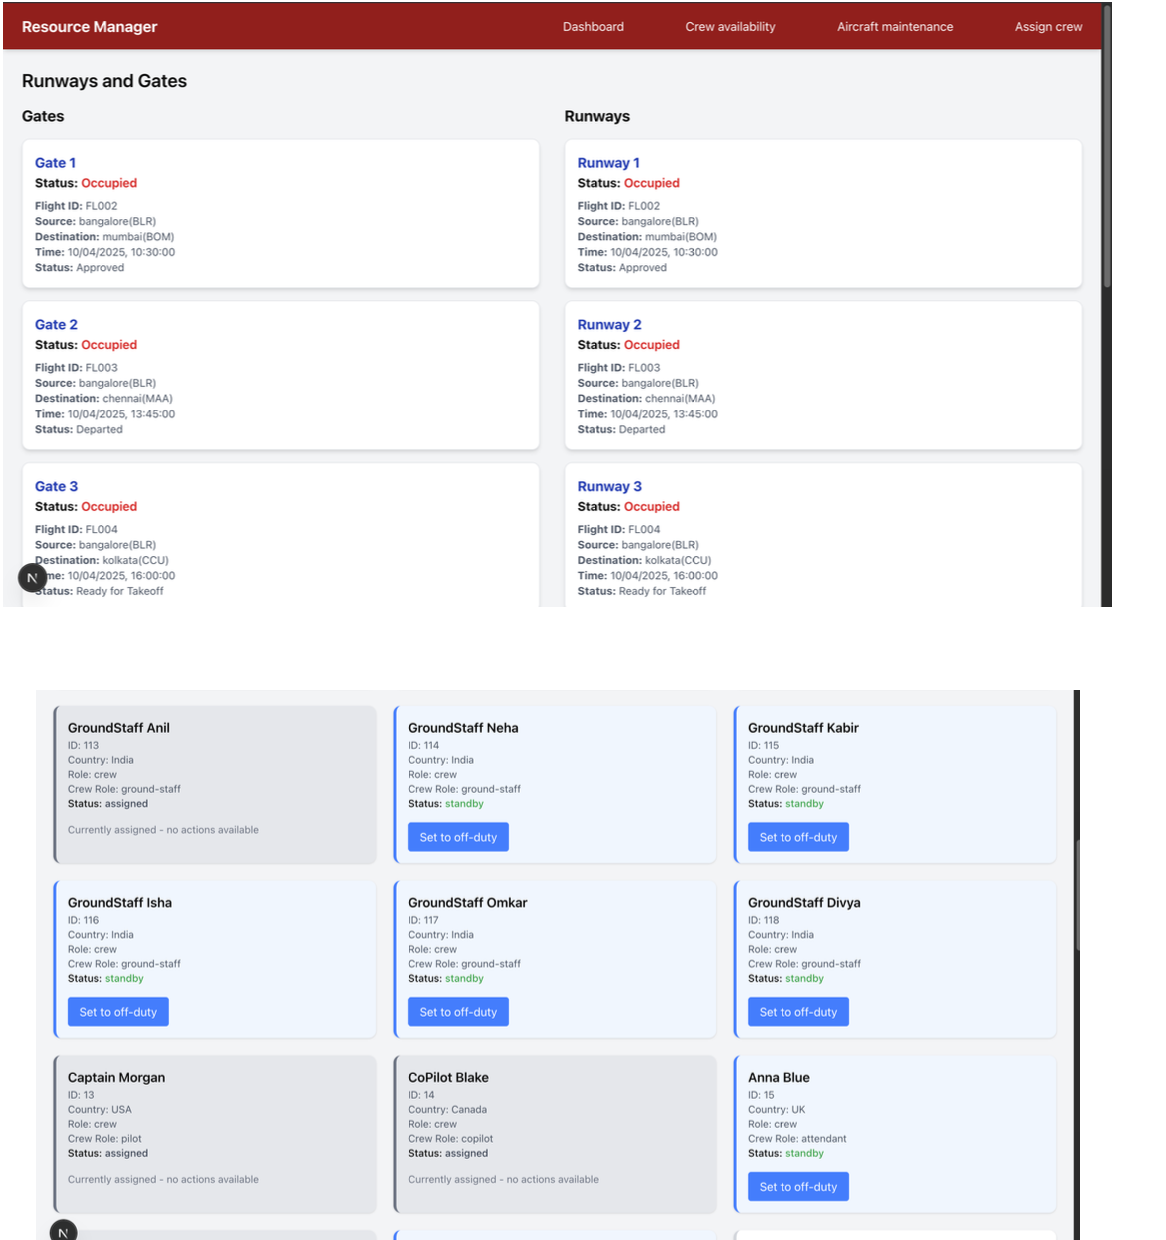 Resource Manager
Dashboard
Crew availability
Aircraft maintenance
Assign crew
Runways and Gates
Gates
Gate 1
Status: Occupied
Flight ID: FL002
Source: bangalore(BLR)
Destination: mumbai(BOM)
Time: 10/04/2025, 10:30:00
Status: Approved
Gate 2
Status: Occupied
Flight ID: FL003
Source: bangalore(BLR)
Destination: chennai(MAA)
Time: 10/04/2025, 13:45:00
Status: Departed
Gate 3
Status: Occupied
Flight ID: FL004
Source: bangalore(BLR)
Destination: kolkata(CCU)
me: 10/04/2025, 16:00:00
Status: Ready for Takeoff
N
Runways
Runway 1
Status: Occupied
Flight ID: FL002
Source: bangalore(BLR)
Destination: mumbai(BOM)
Time: 10/04/2025, 10:30:00
Status: Approved
Runway 2
Status: Occupied
Flight ID: FL003
Source: bangalore(BLR)
Destination: chennai(MAA)
Time: 10/04/2025, 13:45:00
Status: Departed
Runway 3
Status: Occupied
Flight ID: FL004
Source: bangalore(BLR)
Destination: kolkata(CCU)
Time: 10/04/2025, 16:00:00
Status: Ready for Takeoff
GroundStaff Anil
ID: 113
Country: India
Role: crew
Crew Role: ground-staff
Status: assigned
Currently assigned - no actions available
GroundStaff Neha
ID: 114
Country: India
Role: crew
Crew Role: ground-staff
Status: standby
Set to off-duty
GroundStaff Kabir
ID: 115
Country: India
Role: crew
Crew Role: ground-staff
Status: standby
Set to off-duty
GroundStaff Isha
ID: 116
Country: India
Role: crew
Crew Role: ground-staff
Status: standby
Set to off-duty
GroundStaff Omkar
ID: 117
Country: India
Role: crew
Crew Role: ground-staff
Status: standby
Set to off-duty
GroundStaff Divya
ID: 118
Country: India
Role: crew
Crew Role: ground-staff
Status: standby
Set to off-duty
Captain Morgan
ID: 13
Country: USA
Role: crew
Crew Role: pilot
Status: assigned
Currently assigned - no actions available
CoPilot Blake
ID: 14
Country: Canada
Role: crew
Crew Role: copilot
Status: assigned
Currently assigned - no actions available
Anna Blue
ID: 15
Country: UK
Role: crew
Crew Role: attendant
Status: standby
Set to off-duty
N